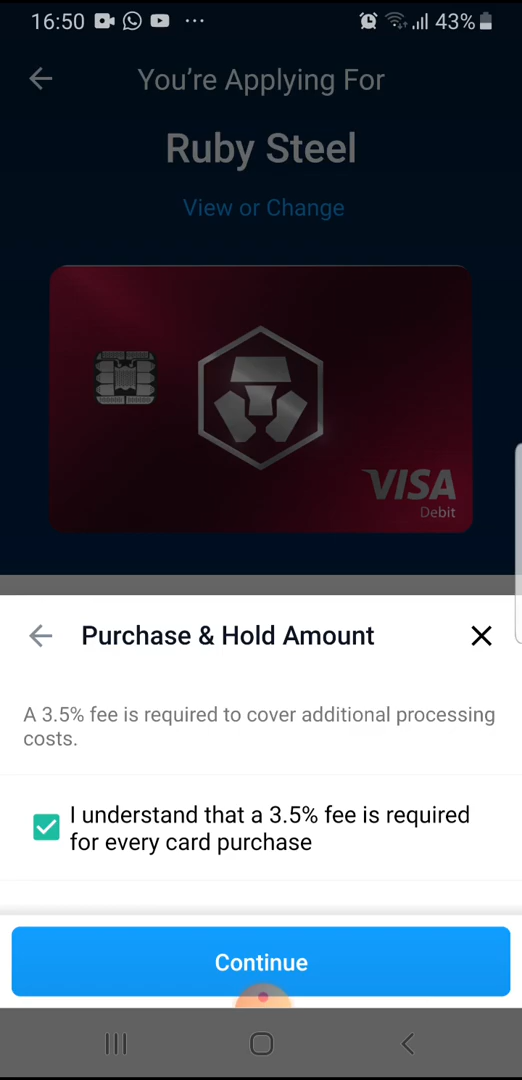 16:50 ... 43%
You're Applying For
Ruby Steel
View or Change
VISA
Debit
Purchase & Hold Amount
A 3.5% fee is required to cover additional processing
costs.
I understand that a 3.5% fee is required
for every card purchase
Continue